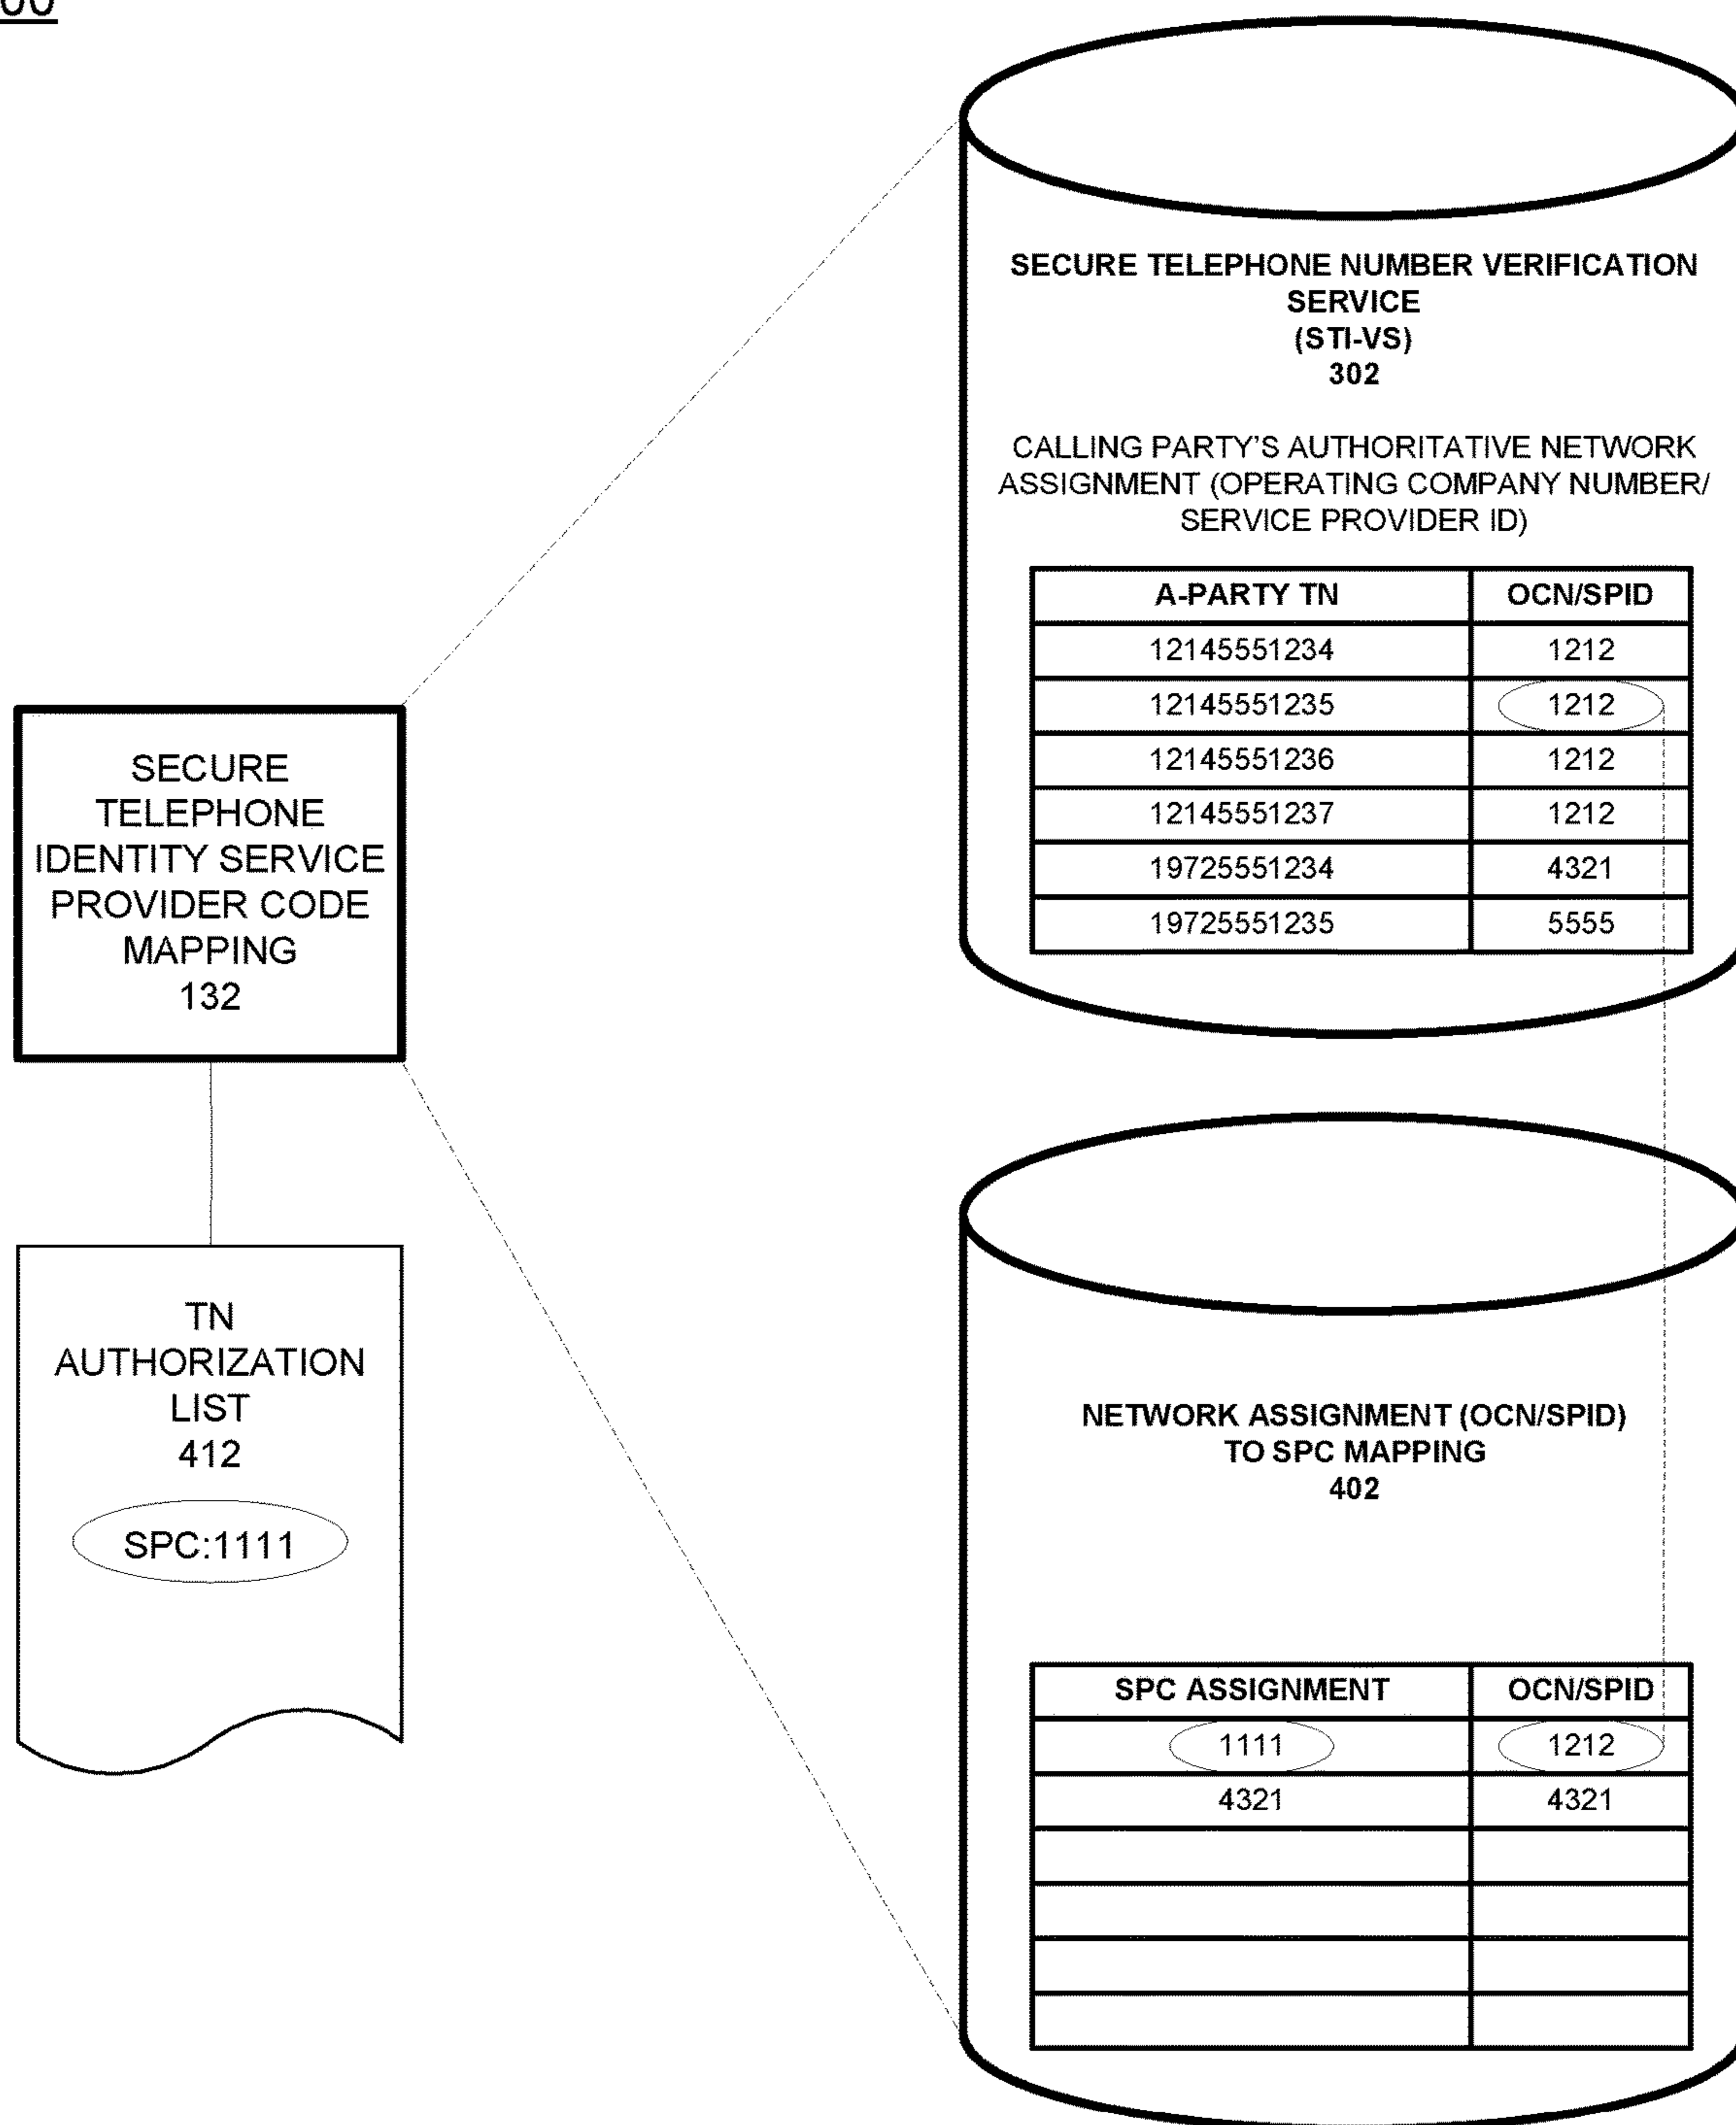 SECURE TELEPHONE NUMBER VERIFICATION
SERVICE
(STI-VS)
302
CALLING PARTY'S AUTHORITATIVE NETWORK
ASSIGNMENT (OPERATING COMPANY NUMBER/
SERVICE PROVIDER ID)
A-PARTY TN OCN/SPID
12145551234 1212
12145551235 1212
12145551236 1212
12145551237 1212
19725551234 4321
19725551235 5555
SECURE
TELEPHONE
IDENTITY SERVICE
PROVIDER CODE
MAPPING
132
TN
AUTHORIZATION
LIST
412
SPC:1111
NETWORK ASSIGNMENT (OCN/SPID)
TO SPC MAPPING
402
SPC ASSIGNMENT OCN/SPID
1111 1212
4321 4321